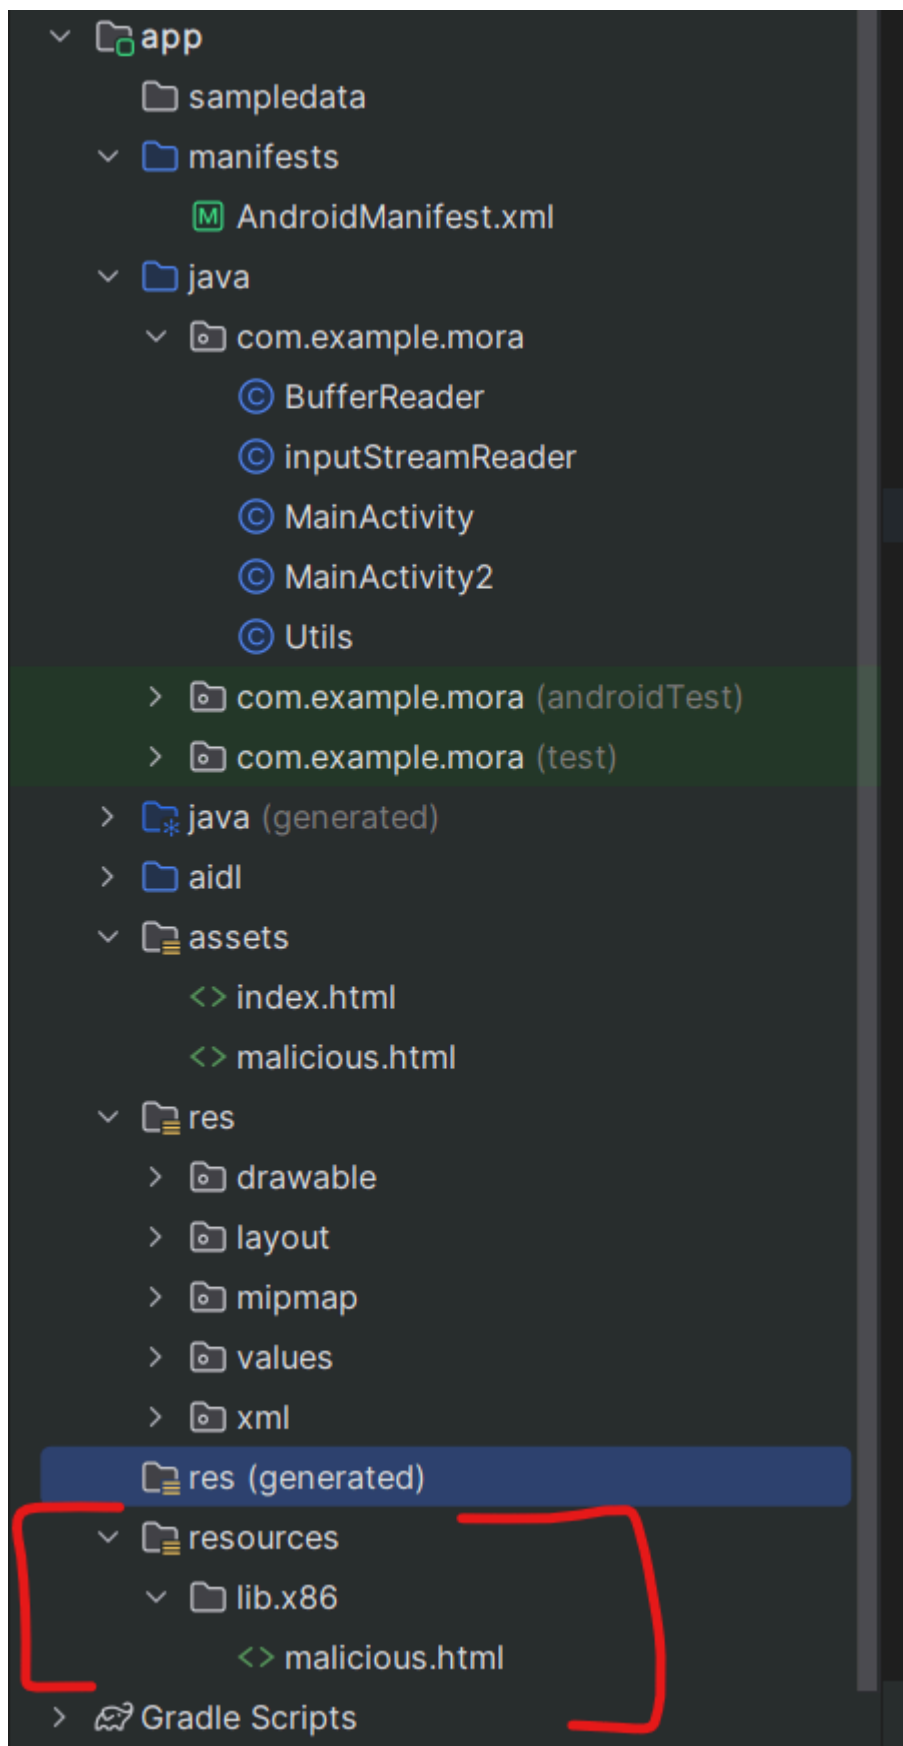 app
sampledata
manifests
AndroidManifest.xml
java
com.example.mora
BufferReader
inputStreamReader
MainActivity
MainActivity2
Utils
com.example.mora (androidTest)
com.example.mora (test)
java (generated)
aidl
assets
index.html
malicious.html
res
drawable
layout
mipmap
values
xml
res (generated)
resources
lib.x86
malicious.html
Gradle Scripts